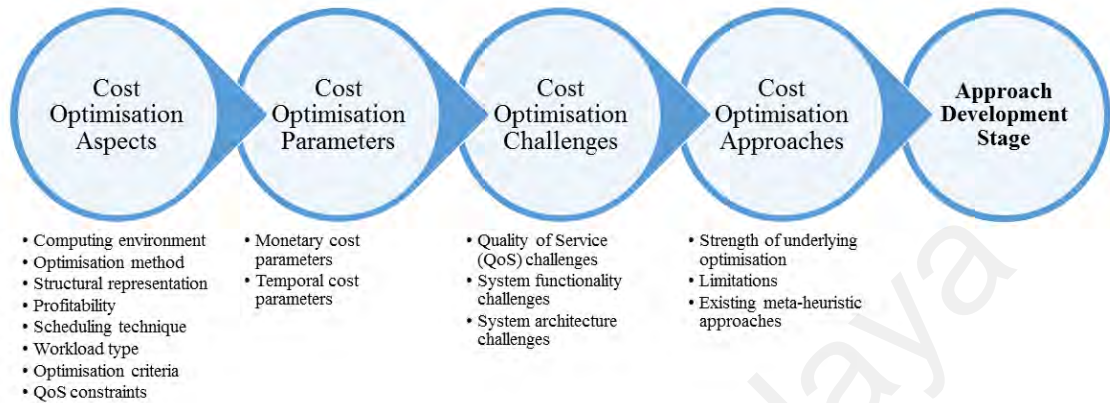 Cost
Optimisation
Aspects
Cost
Optimisation
Parameters
Cost
Optimisation
Challenges
Cost
Optimisation
Approaches
Approach
Development
Stage
• Computing environment
• Optimisation method
• Structural representation
• Profitability
• Scheduling technique
• Workload type
• Optimisation criteria
• QoS constraints
• Monetary cost
parameters
• Temporal cost
parameters
• Quality of Service
(QoS) challenges
• System functionality
challenges
• System architecture
challenges
• Strength of underlying
optimisation
• Limitations
• Existing meta-heuristic
approaches
laya